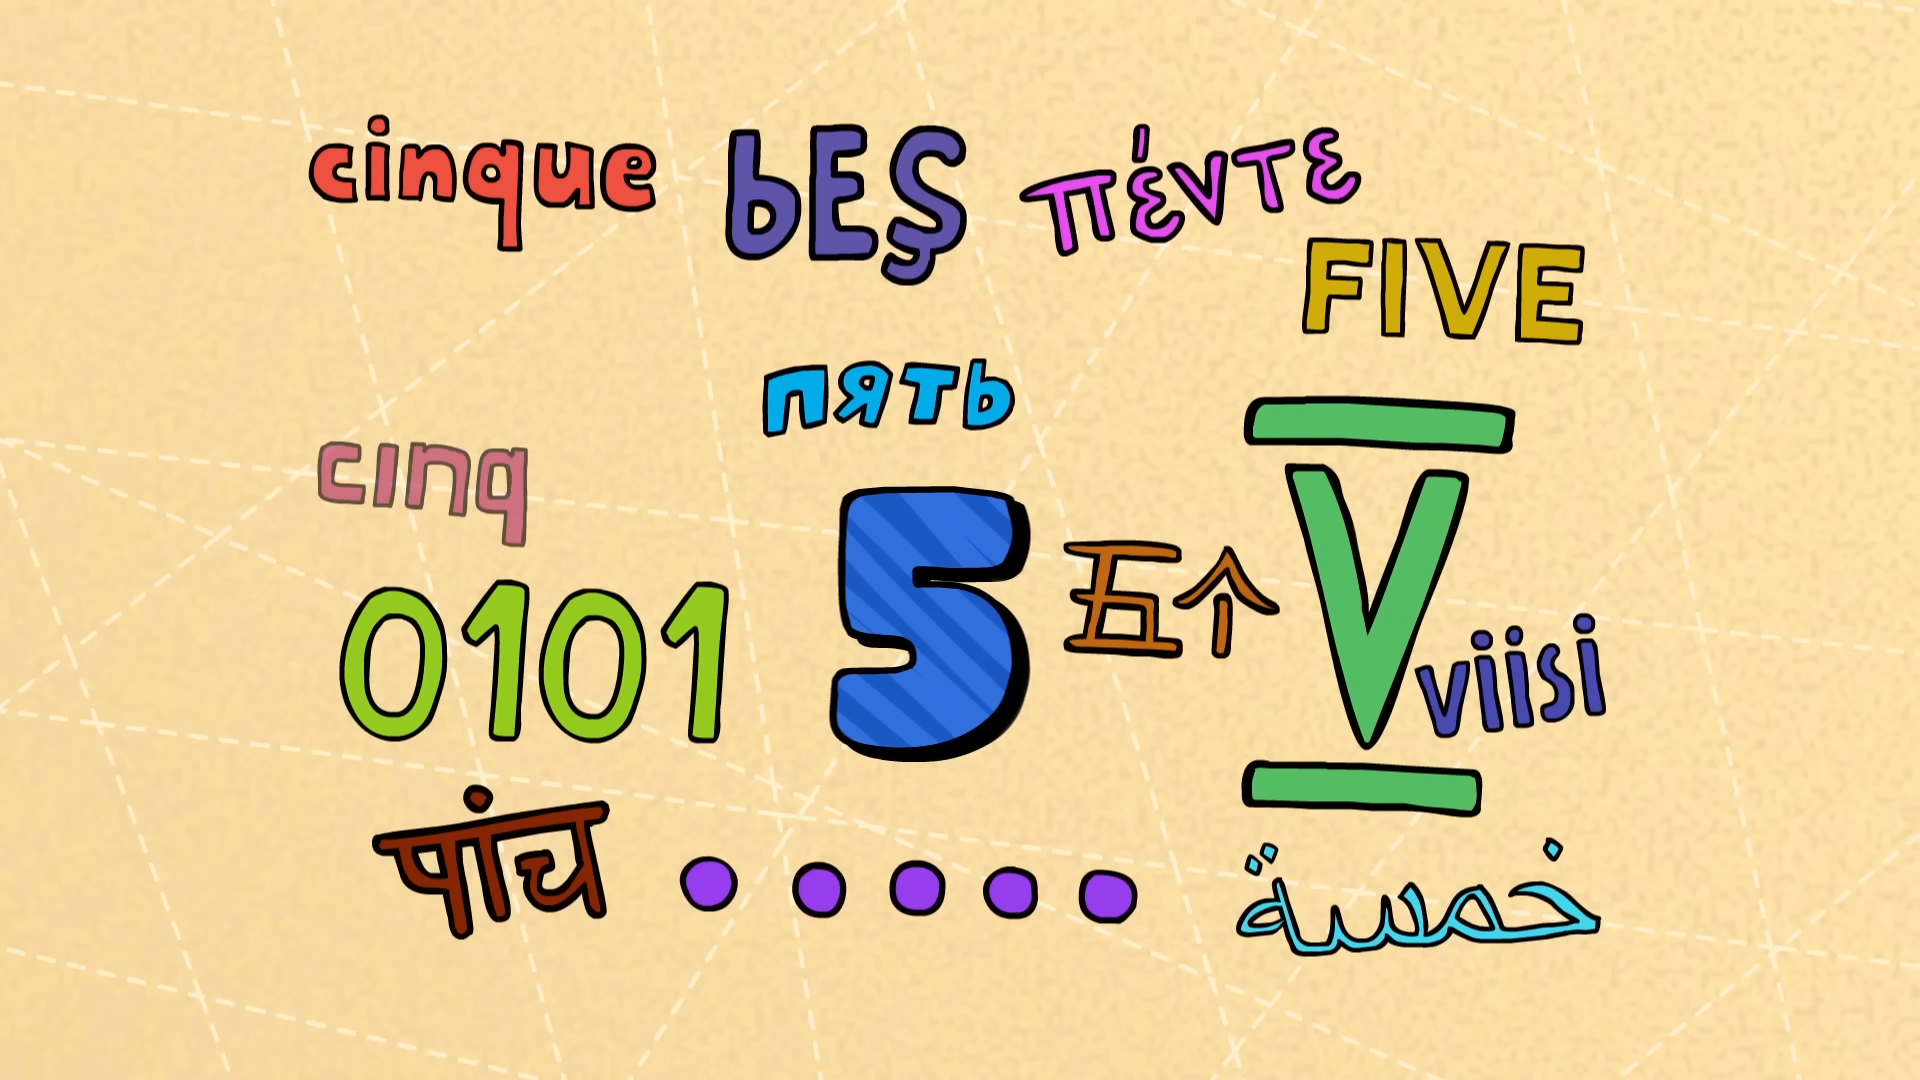 cinque bEŞ πέντε
FIVE
пять
cinq
0101 5 五个 V viisi
पांच خمسة